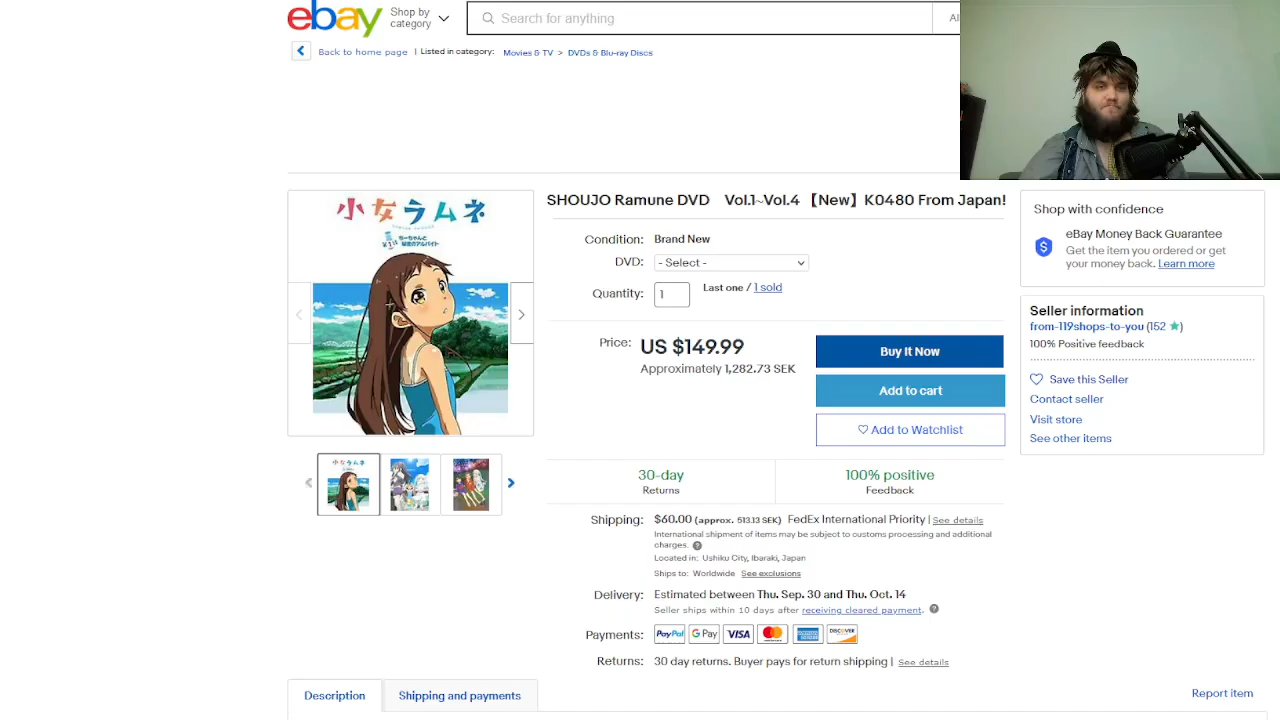 ebay
Shop by
category
Search for anything
Al
Back to home page | Listed in category: Movies & TV > DVDs & Blu-ray Discs
小女ラムネ
SHOUJO Ramune DVD Vol.1~Vol.4 【New】K0480 From Japan!
Condition: Brand New
DVD: - Select -
Quantity: 1 Last one / 1 sold
Price: US $149.99
Approximately 1,282.73 SEK
Buy It Now
Add to cart
Add to Watchlist
30-day
Returns
100% positive
Feedback
Shipping: $60.00 (approx. 513.13 SEK) FedEx International Priority | See details
International shipment of items may be subject to customs processing and additional
charges.
Located in: Ushiku City, Ibaraki, Japan
Ships to: Worldwide See exclusions
Delivery: Estimated between Thu. Sep. 30 and Thu. Oct. 14
Seller ships within 10 days after receiving cleared payment.
Payments: PayPal G Pay VISA MasterCard AMERICAN EXPRESS DISCOVER
Returns: 30 day returns. Buyer pays for return shipping | See details
Shop with confidence
eBay Money Back Guarantee
Get the item you ordered or get
your money back. Learn more
Seller information
from-119shops-to-you (152)
100% Positive feedback
Save this Seller
Contact seller
Visit store
See other items
Description
Shipping and payments
Report item